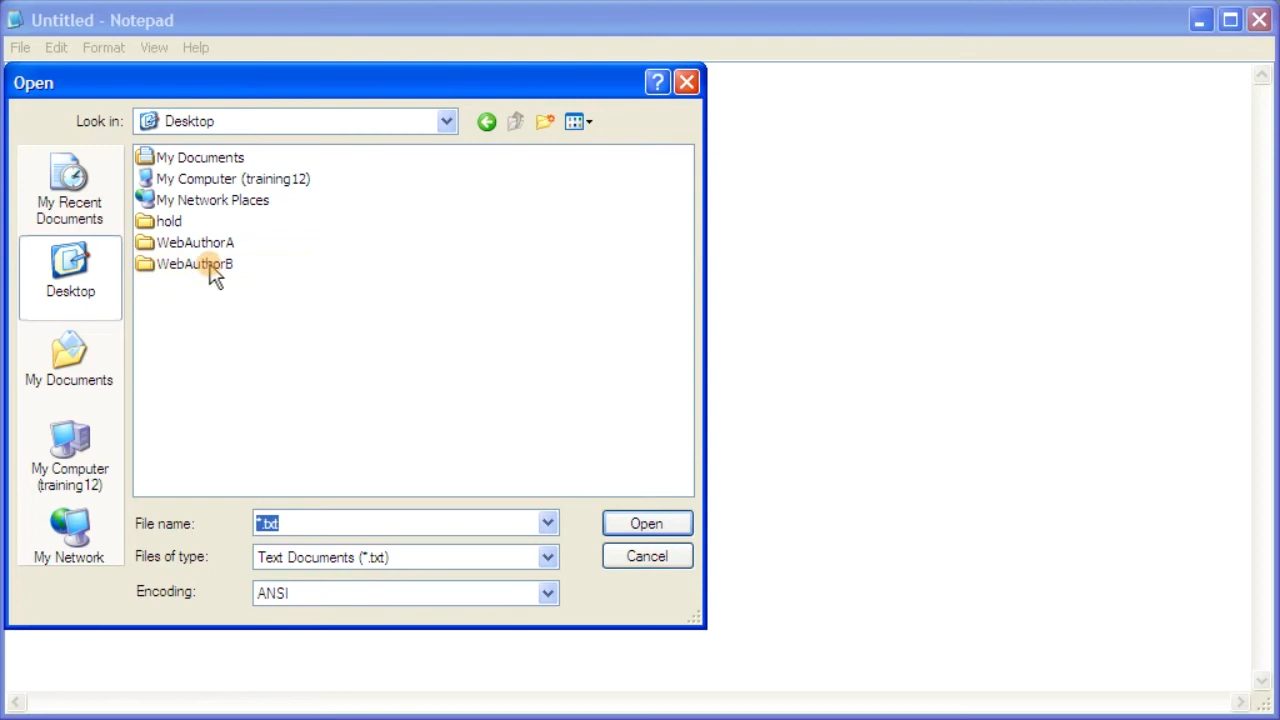 Untitled - Notepad
File Edit Format View Help
Open
Look in: Desktop
My Recent
Documents
Desktop
My Documents
My Computer
(training12)
My Network
My Documents
My Computer (training12)
My Network Places
hold
WebAuthorA
WebAuthorB
File name: *.txt Open
Files of type: Text Documents (*.txt) Cancel
Encoding: ANSI